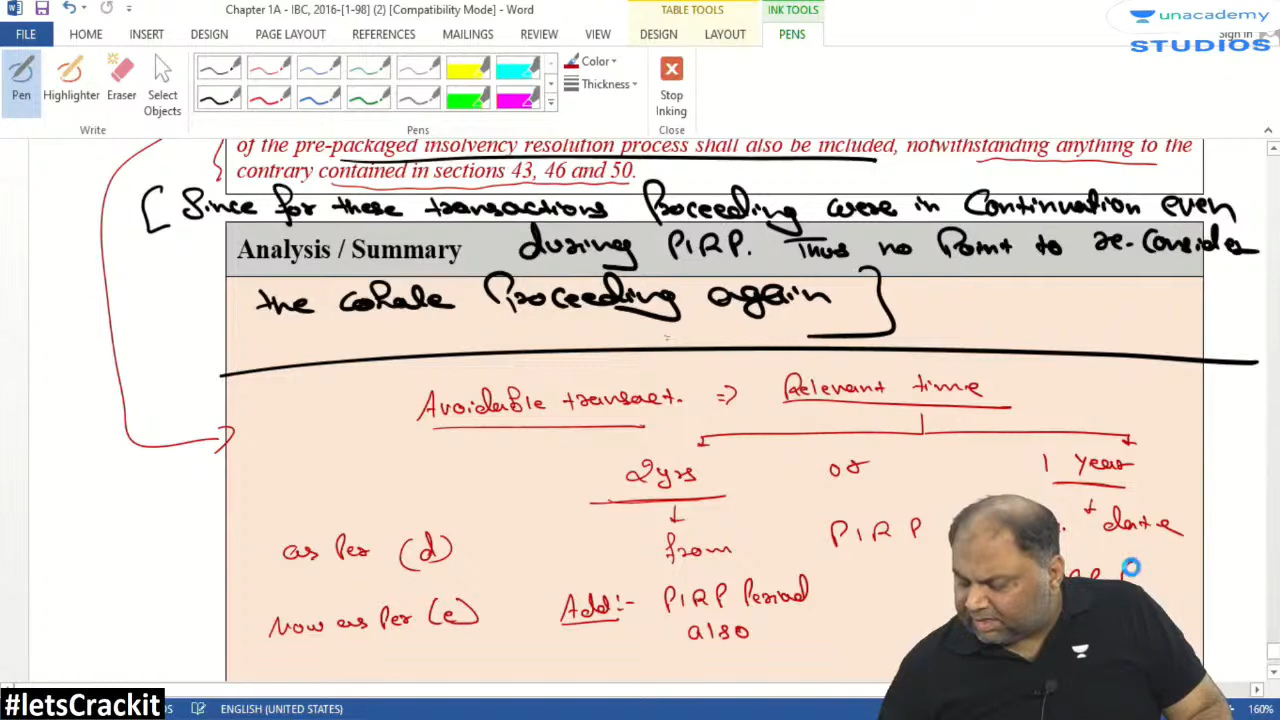 Chapter 1A - IBC, 2016-[1-98] (2) [Compatibility Mode] - Word
TABLE TOOLS
INK TOOLS
unacademy
STUDIOS
FILE
HOME
INSERT
DESIGN
PAGE LAYOUT
REFERENCES
MAILINGS
REVIEW
VIEW
DESIGN
LAYOUT
PENS
Sign in
Pen
Highlighter
Eraser
Select Objects
Color
Thickness
Stop Inking
Write
Pens
Close
of the pre-packaged insolvency resolution process shall also be included, notwithstanding anything to the
contrary contained in sections 43, 46 and 50.
[Since for these transactions Proceeding were in Continuation even
Analysis / Summary
during PIRP. Thus no Point to re-Consider
the whole Proceeding again]
Avoidable transact. => Relevant time
2yrs or 1 Year
as Per (d) from PIRP date
Now as Per (e) Add:- PIRP Period
also
#letsCrackit
ENGLISH (UNITED STATES)
160%